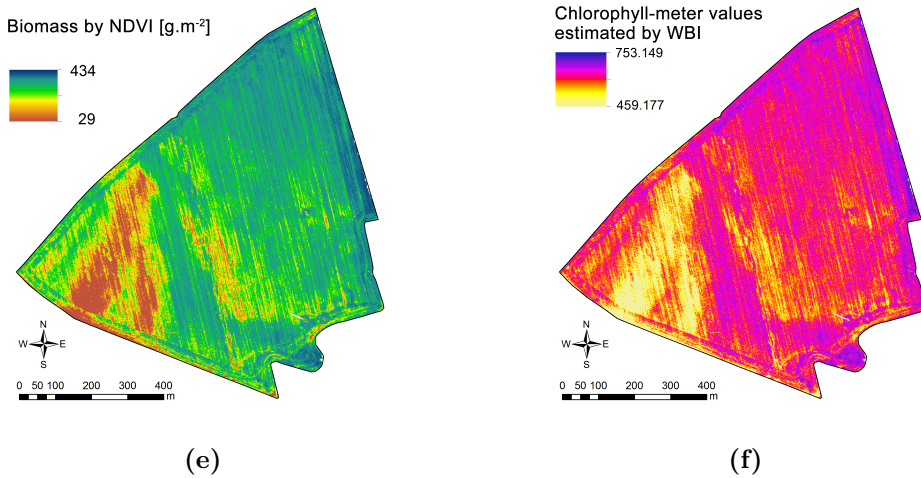 Biomass by NDVI [g.m-2]
434
29
N
W E
S
0 50 100 200 300 400
m
(e)
Chlorophyll-meter values
estimated by WBI
753.149
459.177
N
W E
S
0 50 100 200 300 400
m
(f)